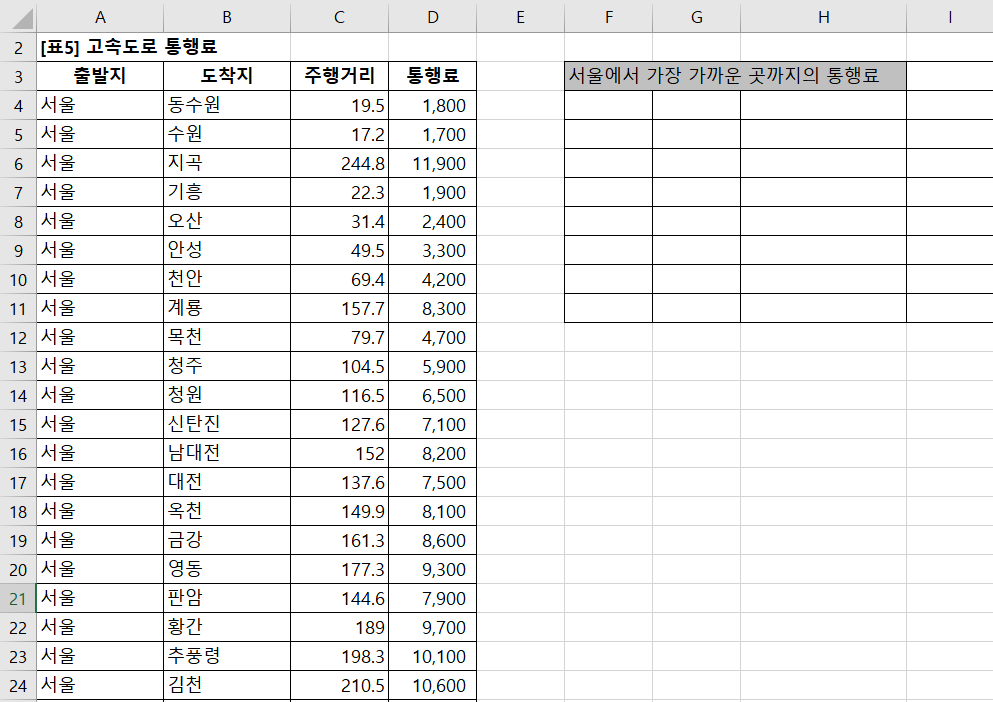 A B C D E F G H I
2 [표5] 고속도로 통행료
3 출발지 도착지 주행거리 통행료 서울에서 가장 가까운 곳까지의 통행료
4 서울 동수원 19.5 1,800
5 서울 수원 17.2 1,700
6 서울 지곡 244.8 11,900
7 서울 기흥 22.3 1,900
8 서울 오산 31.4 2,400
9 서울 안성 49.5 3,300
10 서울 천안 69.4 4,200
11 서울 계룡 157.7 8,300
12 서울 목천 79.7 4,700
13 서울 청주 104.5 5,900
14 서울 청원 116.5 6,500
15 서울 신탄진 127.6 7,100
16 서울 남대전 152 8,200
17 서울 대전 137.6 7,500
18 서울 옥천 149.9 8,100
19 서울 금강 161.3 8,600
20 서울 영동 177.3 9,300
21 서울 판암 144.6 7,900
22 서울 황간 189 9,700
23 서울 추풍령 198.3 10,100
24 서울 김천 210.5 10,600